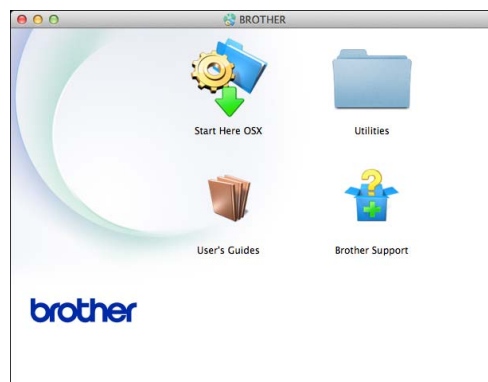 BROTHER
Start Here OSX
Utilities
User's Guides
Brother Support
brother